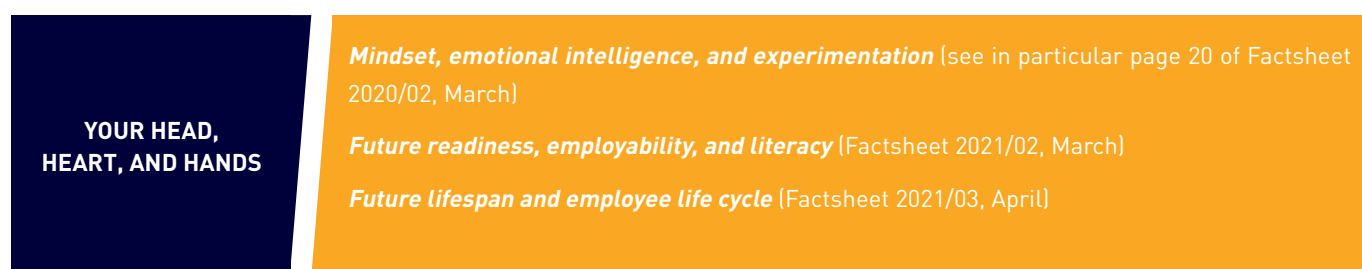 YOUR HEAD,
HEART, AND HANDS
Mindset, emotional intelligence, and experimentation (see in particular page 20 of Factsheet
2020/02, March)
Future readiness, employability, and literacy (Factsheet 2021/02, March)
Future lifespan and employee life cycle (Factsheet 2021/03, April)